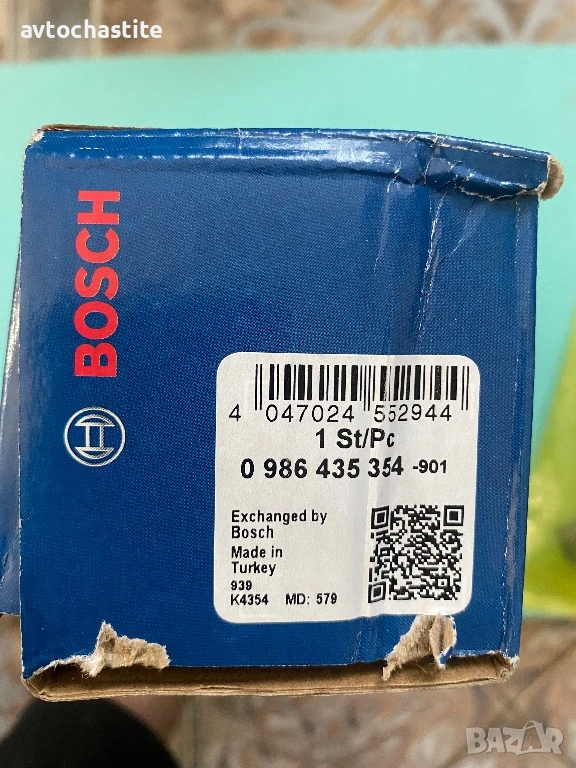 avtochastite
BOSCH
4 047024 552944
1 St/Pc
0 986 435 354 -901
Exchanged by
Bosch
Made in
Turkey
939
K4354 MD: 579
BAZAR